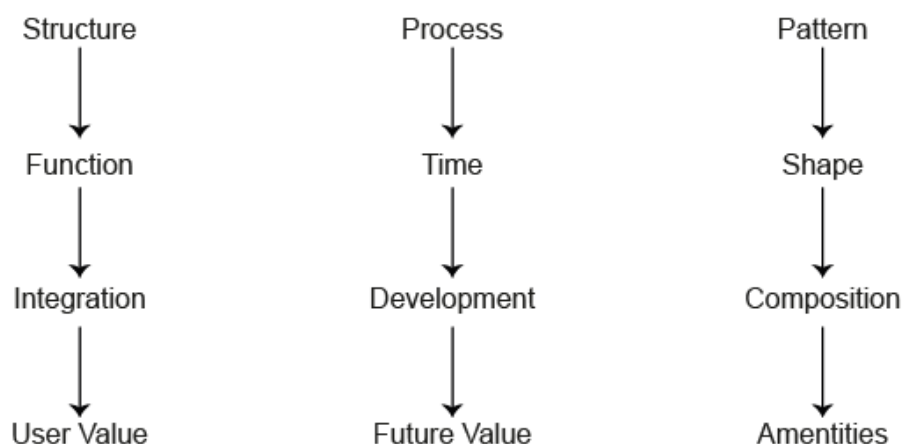 Structure Process Pattern
Function Time Shape
Integration Development Composition
User Value Future Value Amentities